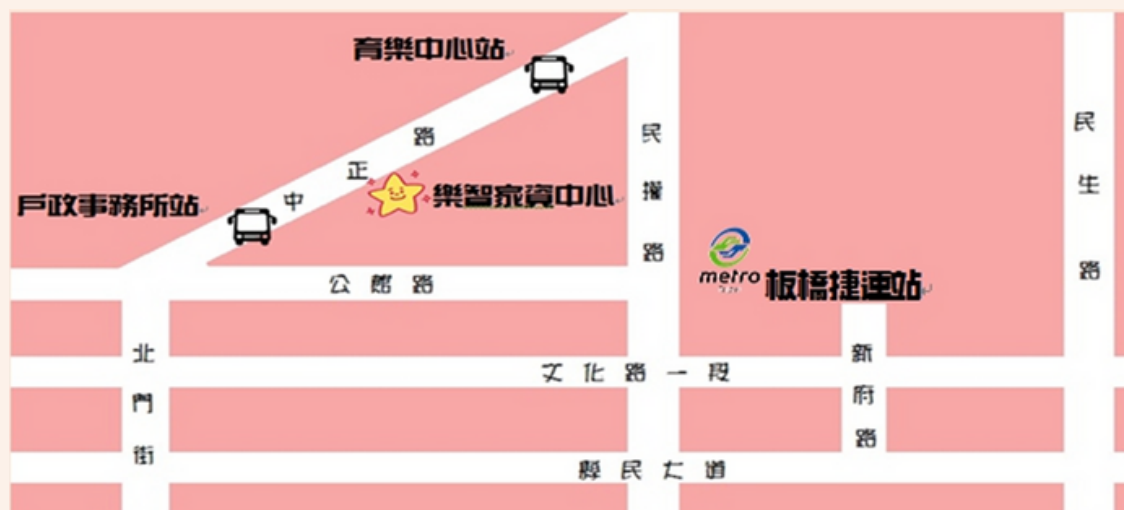 育樂中心站
中正路
戶政事務所站
樂智家資中心
公館路
民權路
民生路
metro
板橋捷運站
北門街
文化路一段
新府路
縣民大道